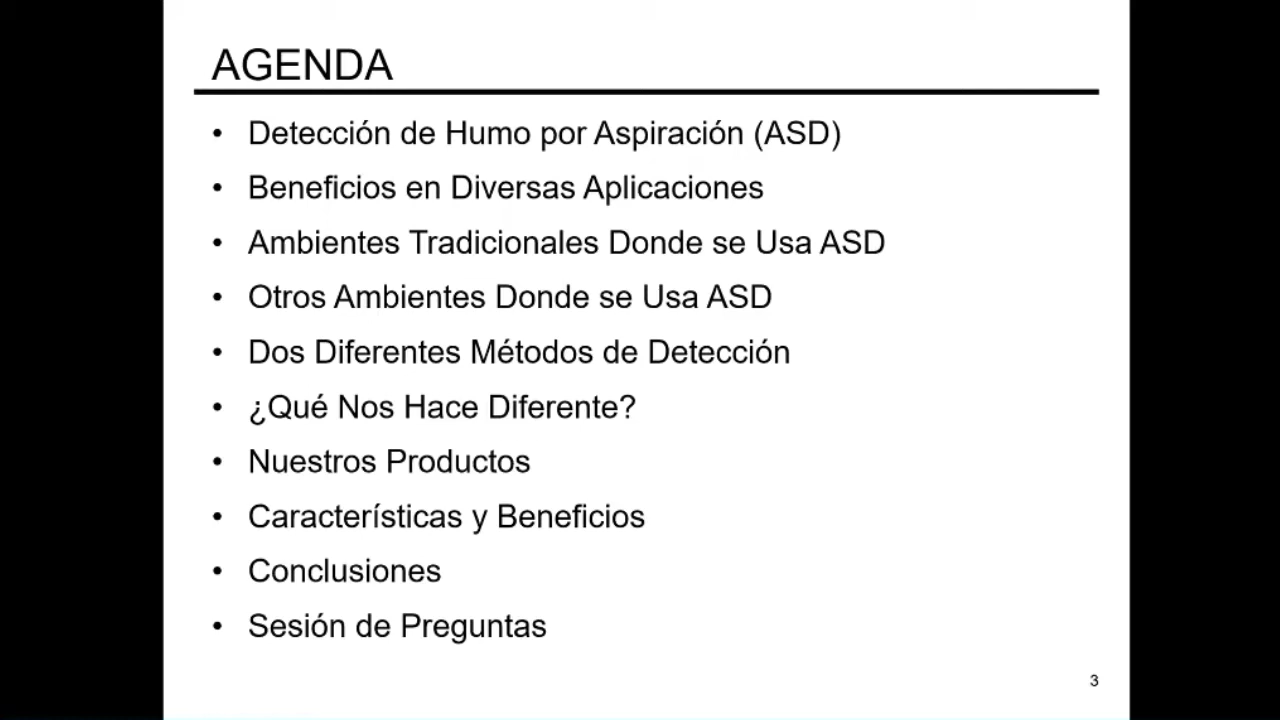 AGENDA
• Detección de Humo por Aspiración (ASD)
• Beneficios en Diversas Aplicaciones
• Ambientes Tradicionales Donde se Usa ASD
• Otros Ambientes Donde se Usa ASD
• Dos Diferentes Métodos de Detección
• ¿Qué Nos Hace Diferente?
• Nuestros Productos
• Características y Beneficios
• Conclusiones
• Sesión de Preguntas
3